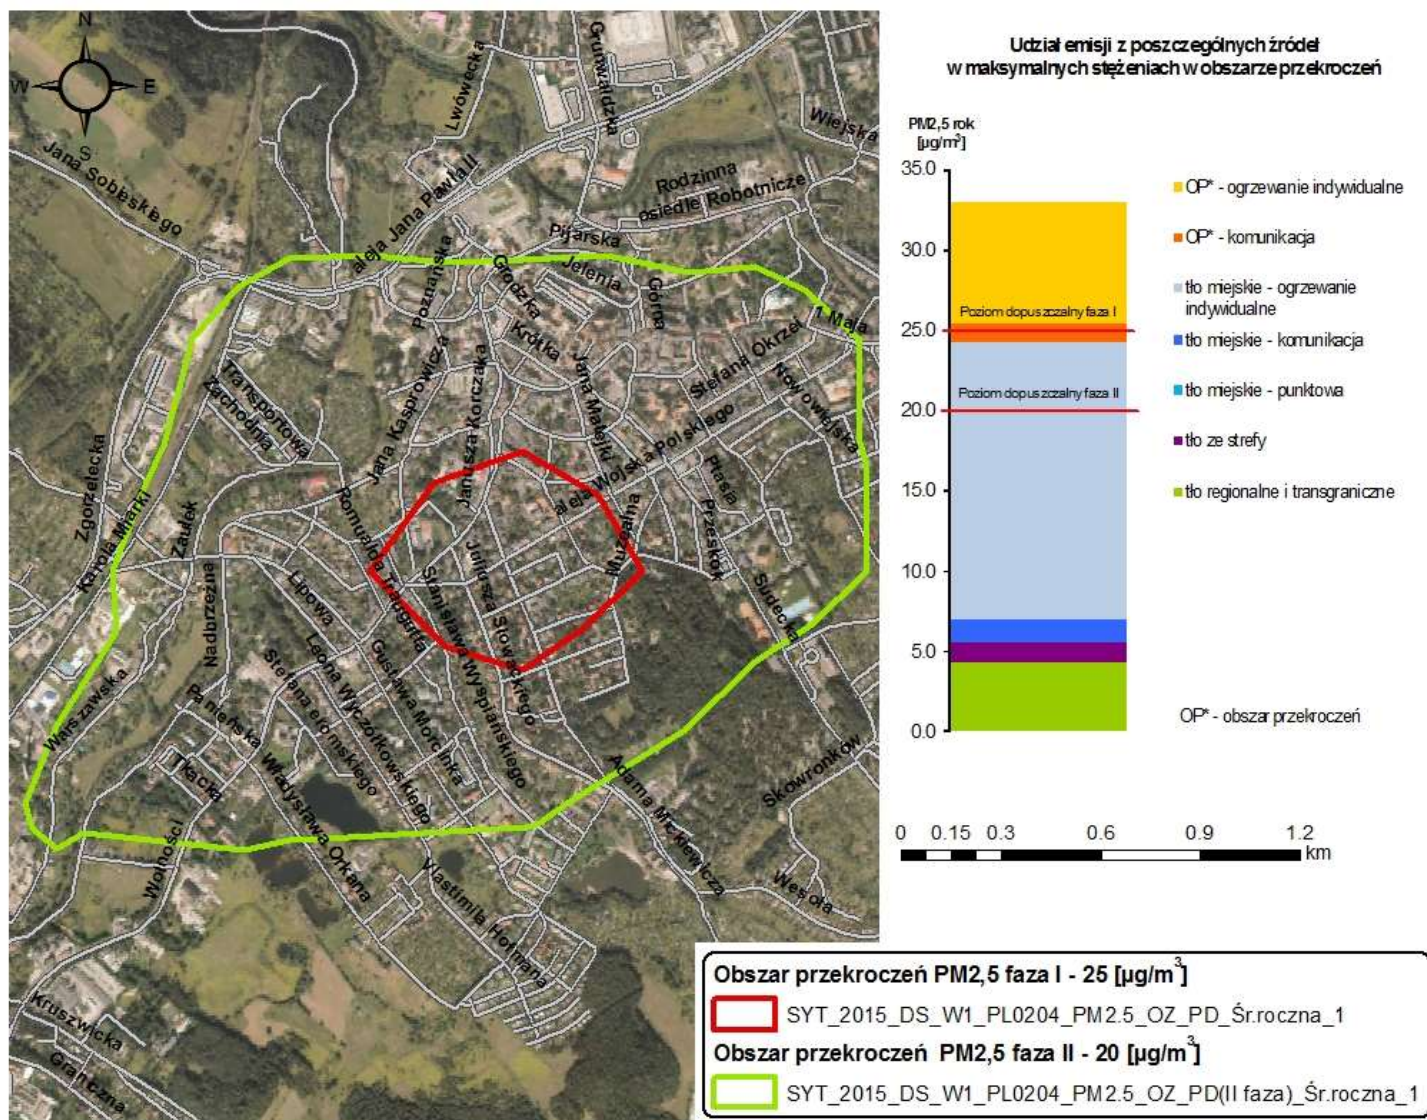 N
W
E
S
Jana Sobieskiego
Lwówecka
Grunwaldzka
Wiejska
aleja Jana Pawła II
Rodzinna
osiedle Robotnicze
Pijarska
Poznańska
Grodzka
Jelenia
Górna
Krótka
1 Maja
Transportowa
Zachodnia
Jana Kasprowicza
Janusza Korczaka
Jana Matejki
Stefana Okrzei
Nowowiejska
aleja Wojska Polskiego
Ptasia
Przeskok
Zgorzelecka
Karola Miarki
Zaułek
Nadbrzeżna
Romualda Traugutta
Lipowa
Stanisława Wyspiańskiego
Juliusza Słowackiego
Muzealna
Sudecka
Leona Wyczółkowskiego
Gustawa Morcinka
Warszawska
Panieńska
Tkacka
Władysława Orkana
Wolności
Adama Mickiewicza
Skowronków
Wesoła
Vlastimila Hofmana
Kruszwicka
Graniczna
Udział emisji z poszczególnych źródeł
w maksymalnych stężeniach w obszarze przekroczeń
PM2,5 rok
[µg/m³]
35.0
30.0
25.0
20.0
15.0
10.0
5.0
0.0
Poziom dopuszczalny faza I
Poziom dopuszczalny faza II
OP* - ogrzewanie indywidualne
OP* - komunikacja
tło miejskie - ogrzewanie
indywidualne
tło miejskie - komunikacja
tło miejskie - punktowa
tło ze strefy
tło regionalne i transgraniczne
OP* - obszar przekroczeń
0 0.15 0.3 0.6 0.9 1.2
km
Obszar przekroczeń PM2,5 faza I - 25 [µg/m³]
SYT_2015_DS_W1_PL0204_PM2.5_OZ_PD_Śr.roczna_1
Obszar przekroczeń PM2,5 faza II - 20 [µg/m³]
SYT_2015_DS_W1_PL0204_PM2.5_OZ_PD(II faza)_Śr.roczna_1